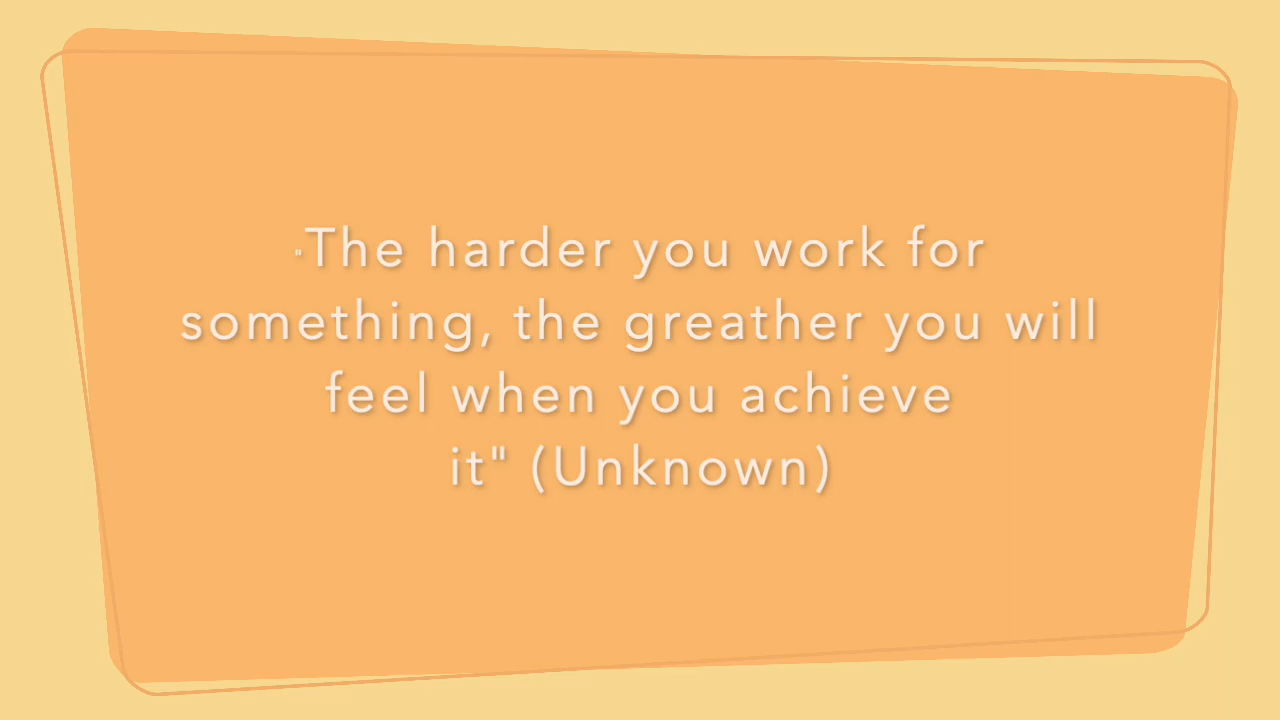 "The harder you work for
something, the greather you will
feel when you achieve
it" (Unknown)